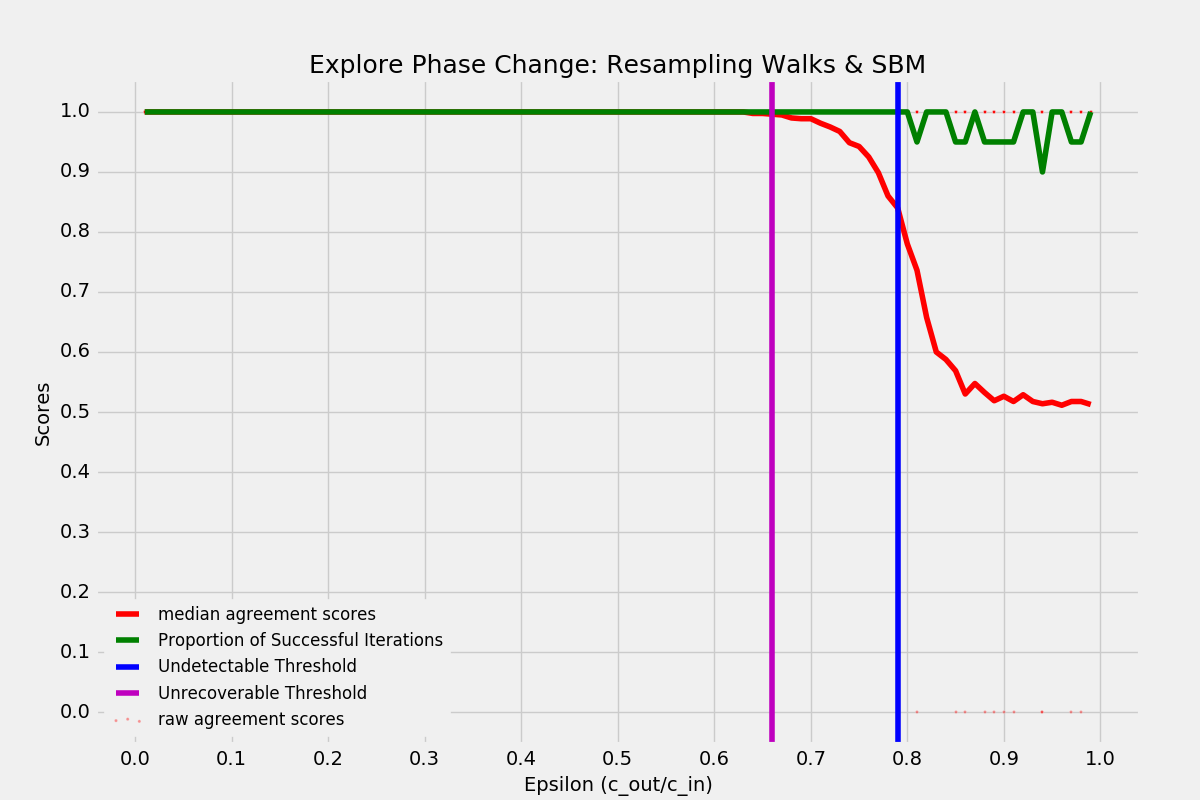 Explore Phase Change: Resampling Walks & SBM
1.0
0.9
0.8
0.7
0.6
0.5
0.4
0.3
0.2
0.1
0.0
Scores
median agreement scores
Proportion of Successful Iterations
Undetectable Threshold
Unrecoverable Threshold
raw agreement scores
0.0 0.1 0.2 0.3 0.4 0.5 0.6 0.7 0.8 0.9 1.0
Epsilon (c_out/c_in)